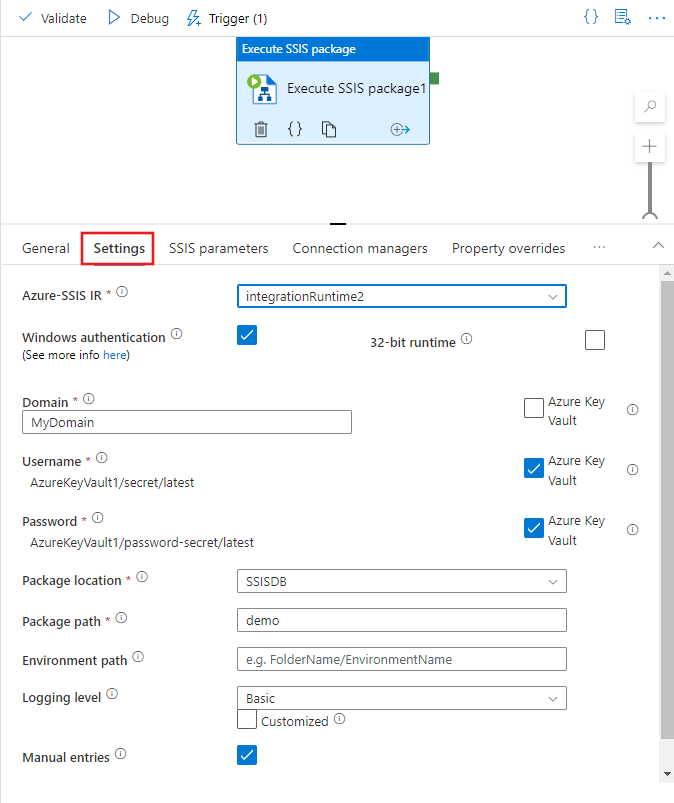 Validate Debug Trigger (1)
Execute SSIS package
Execute SSIS package1
General Settings SSIS parameters Connection managers Property overrides
Azure-SSIS IR *
integrationRuntime2
Windows authentication
(See more info here)
32-bit runtime
Domain *
MyDomain
Azure Key
Vault
Username *
AzureKeyVault1/secret/latest
Azure Key
Vault
Password *
AzureKeyVault1/password-secret/latest
Azure Key
Vault
Package location *
SSISDB
Package path *
demo
Environment path
e.g. FolderName/EnvironmentName
Logging level
Basic
Customized
Manual entries